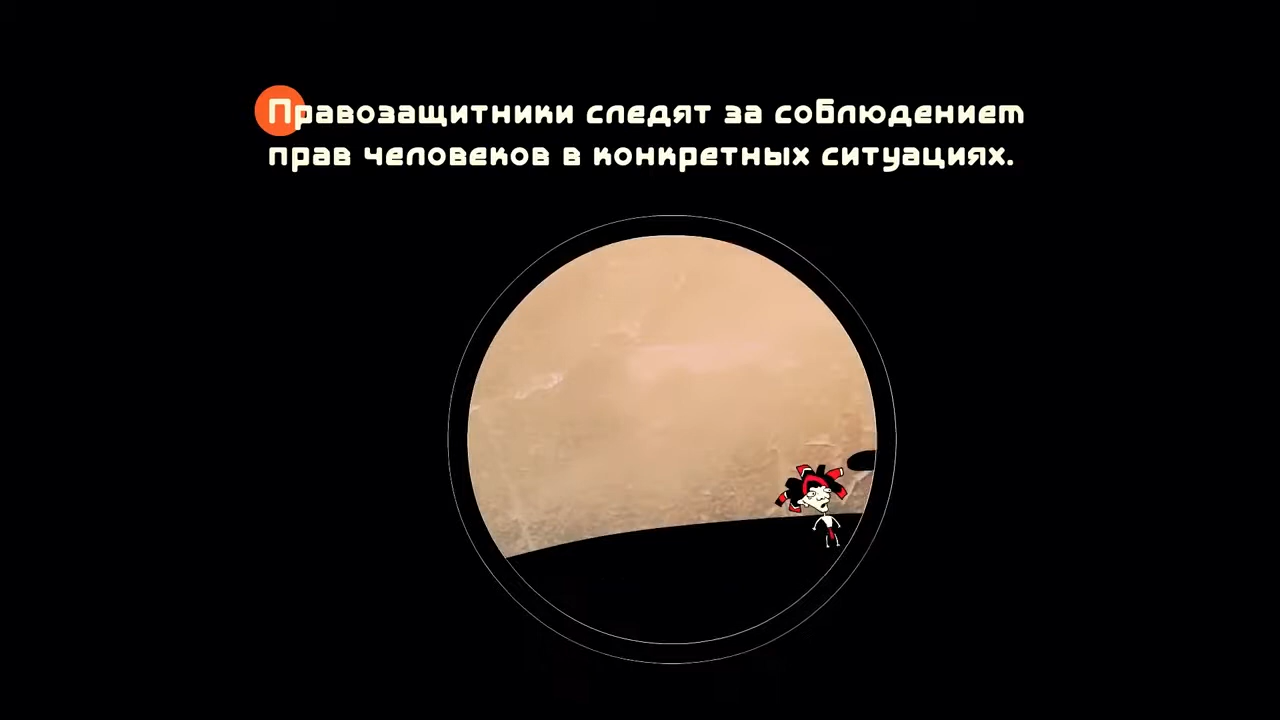 Правозащитники следят за соблюдением
прав человеков в конкретных ситуациях.